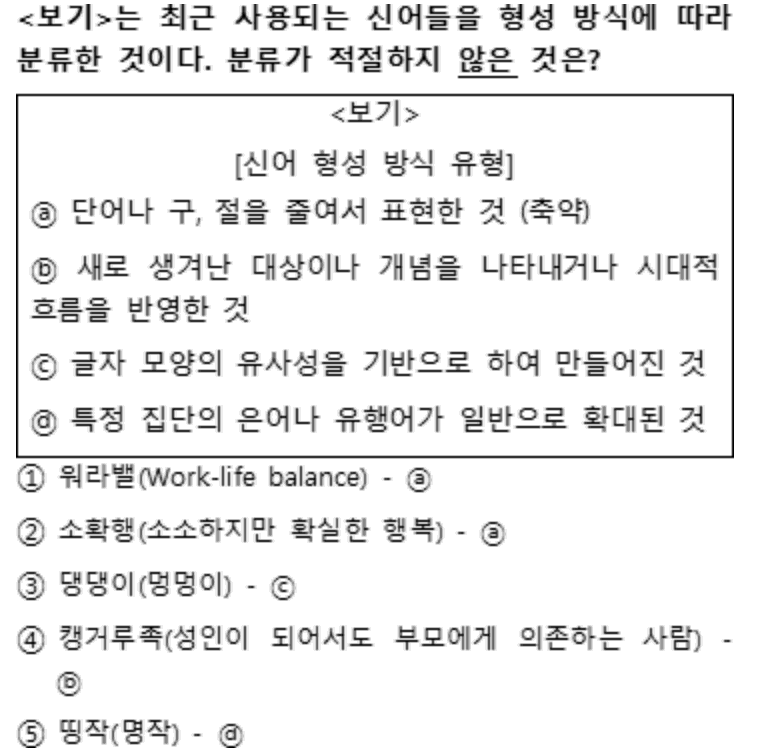 <보기>는 최근 사용되는 신어들을 형성 방식에 따라
분류한 것이다. 분류가 적절하지 않은 것은?
<보기>
[신어 형성 방식 유형]
ⓐ 단어나 구, 절을 줄여서 표현한 것 (축약)
ⓑ 새로 생겨난 대상이나 개념을 나타내거나 시대적
흐름을 반영한 것
ⓒ 글자 모양의 유사성을 기반으로 하여 만들어진 것
ⓓ 특정 집단의 은어나 유행어가 일반으로 확대된 것
① 워라밸(Work-life balance) - ⓐ
② 소확행(소소하지만 확실한 행복) - ⓐ
③ 댕댕이(멍멍이) - ⓒ
④ 캥거루족(성인이 되어서도 부모에게 의존하는 사람) -
ⓑ
⑤ 띵작(명작) - ⓓ